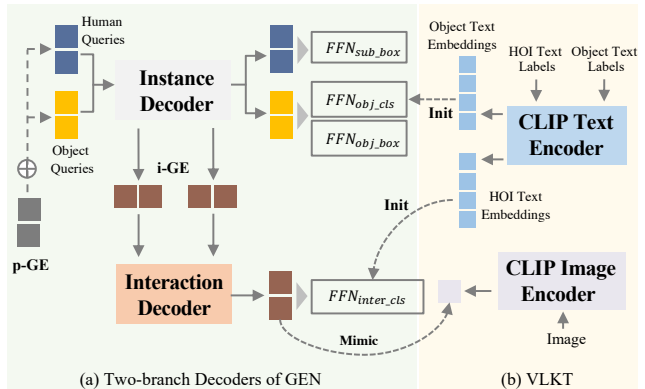 Human
Queries
Instance
Decoder
Object
Queries
p-GE
i-GE
Interaction
Decoder
FFN_sub_box
FFN_obj_cls
FFN_obj_box
FFN_inter_cls
Mimic
Init
Init
Object Text
Embeddings
HOI Text
Labels
Object Text
Labels
CLIP Text
Encoder
HOI Text
Embeddings
CLIP Image
Encoder
Image
(a) Two-branch Decoders of GEN
(b) VLKT